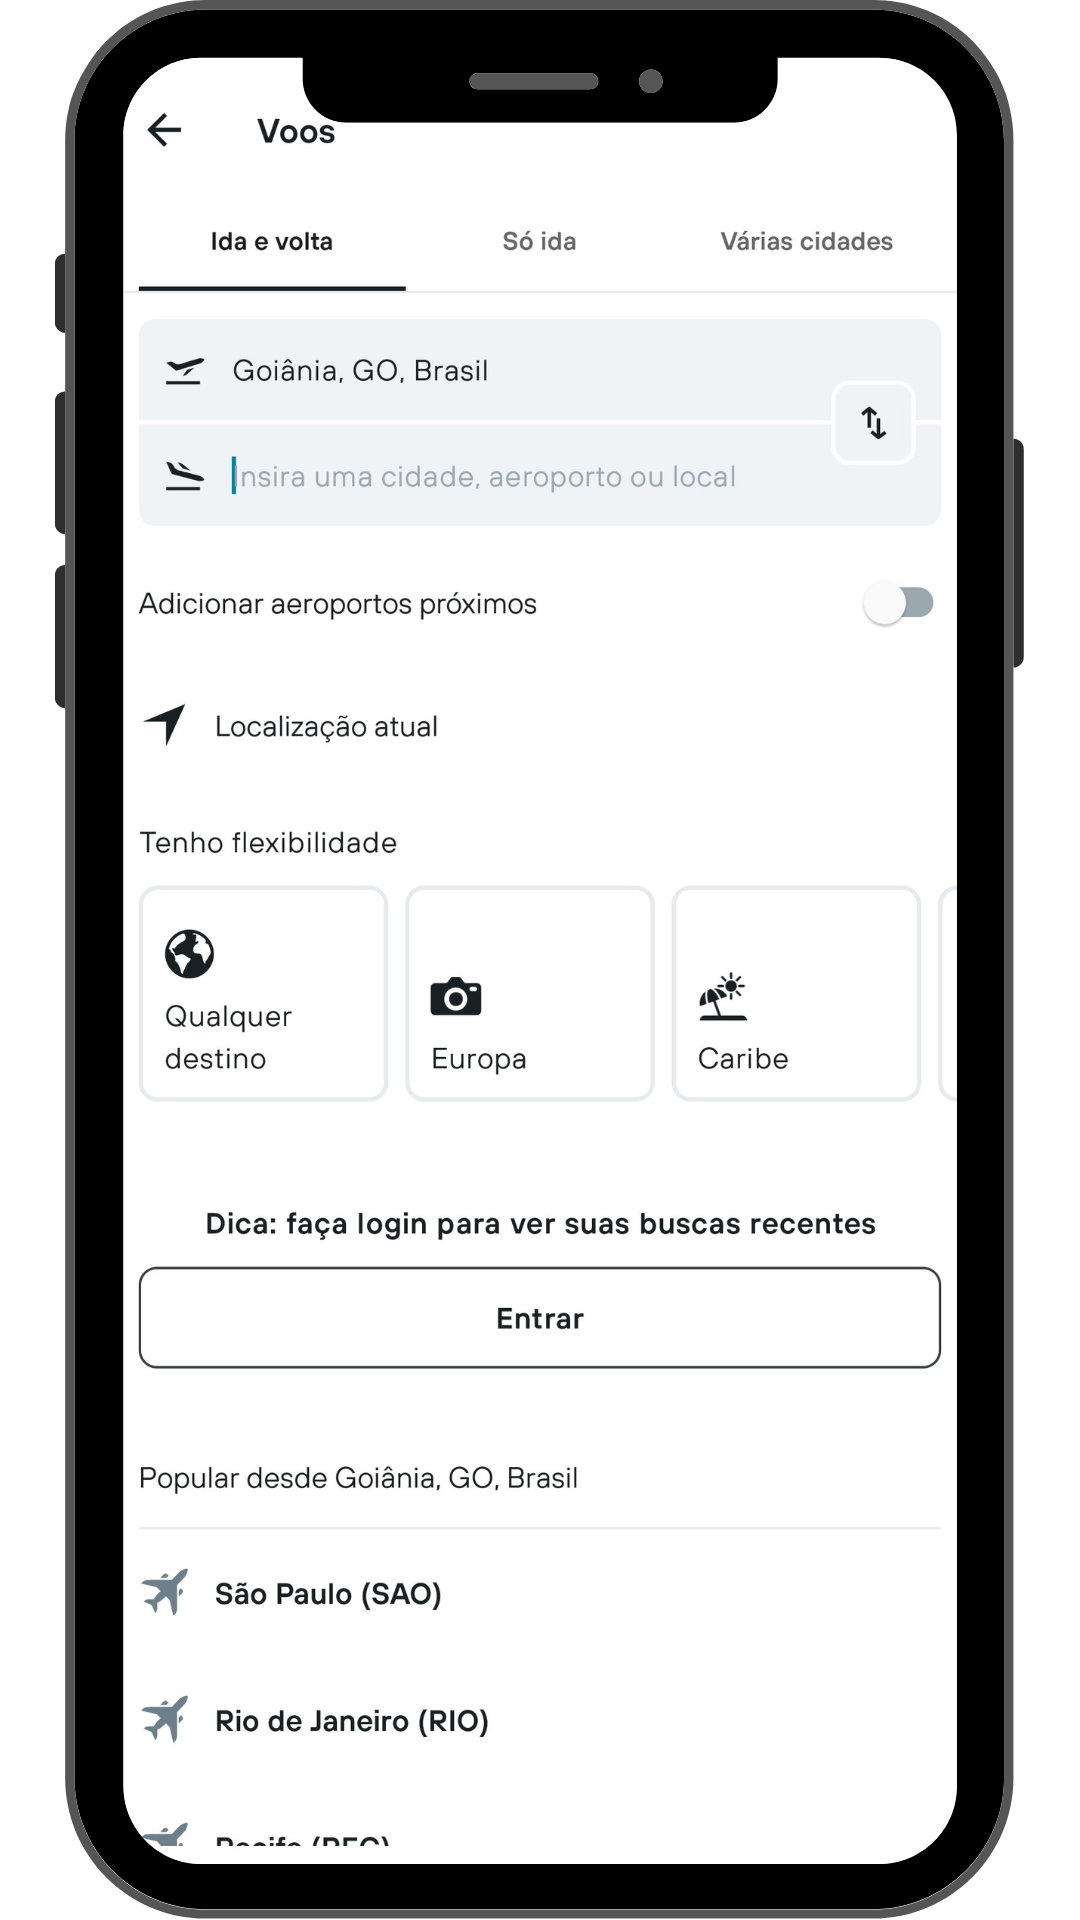 Voos
Ida e volta
Só ida
Várias cidades
Goiânia, GO, Brasil
Insira uma cidade, aeroporto ou local
Adicionar aeroportos próximos
Localização atual
Tenho flexibilidade
Qualquer
destino
Europa
Caribe
Dica: faça login para ver suas buscas recentes
Entrar
Popular desde Goiânia, GO, Brasil
São Paulo (SAO)
Rio de Janeiro (RIO)
Recife (REC)